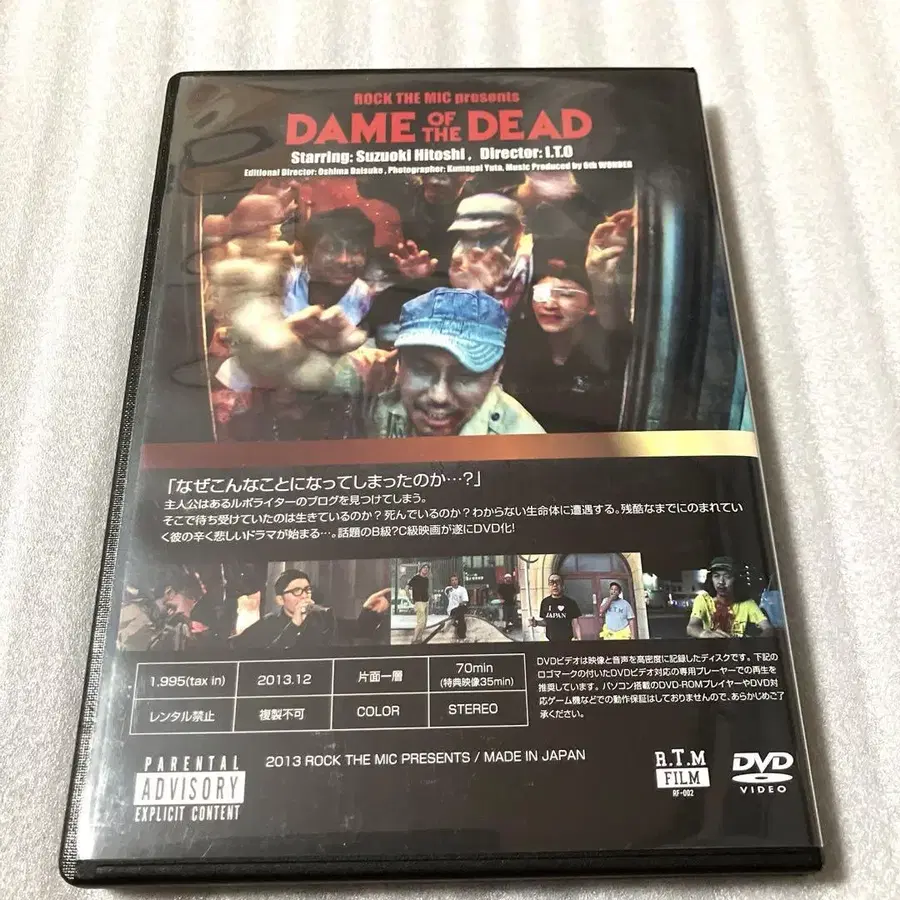 ROCK THE MIC presents
DAME OF THE DEAD
Starring: Suzuoki Hitoshi , Director: I.T.O
Editional Director: Oshima Daisuke , Photographer: Kumagai Yuta, Music Produced by 6th WONDER
「なぜこんなことになってしまったのか…?」
主人公はあるルポライターのブログを見つけてしまう。
そこで待ち受けていたのは生きているのか? 死んでいるのか? わからない生命体に遭遇する。残酷なまでにのまれてい
く彼の辛く悲しいドラマが始まる…。話題のB級?C級映画が遂にDVD化!
I ♥
JAPAN
R.T.M
1,995(tax in) 2013.12 片面一層 70min
(特典映像35min)
レンタル禁止 複製不可 COLOR STEREO
DVDビデオは映像と音声を高密度に記録したディスクです。下記の
ロゴマークの付いたDVDビデオ対応の専用プレーヤーでの再生を
推奨しています。パソコン搭載のDVD-ROMプレイヤーやDVD対
応ゲーム機などでの動作保証はしておりませんので、あらかじめご
了承ください。
PARENTAL
ADVISORY
EXPLICIT CONTENT
2013 ROCK THE MIC PRESENTS / MADE IN JAPAN
R.T.M
FILM
RF-002
DVD
VIDEO